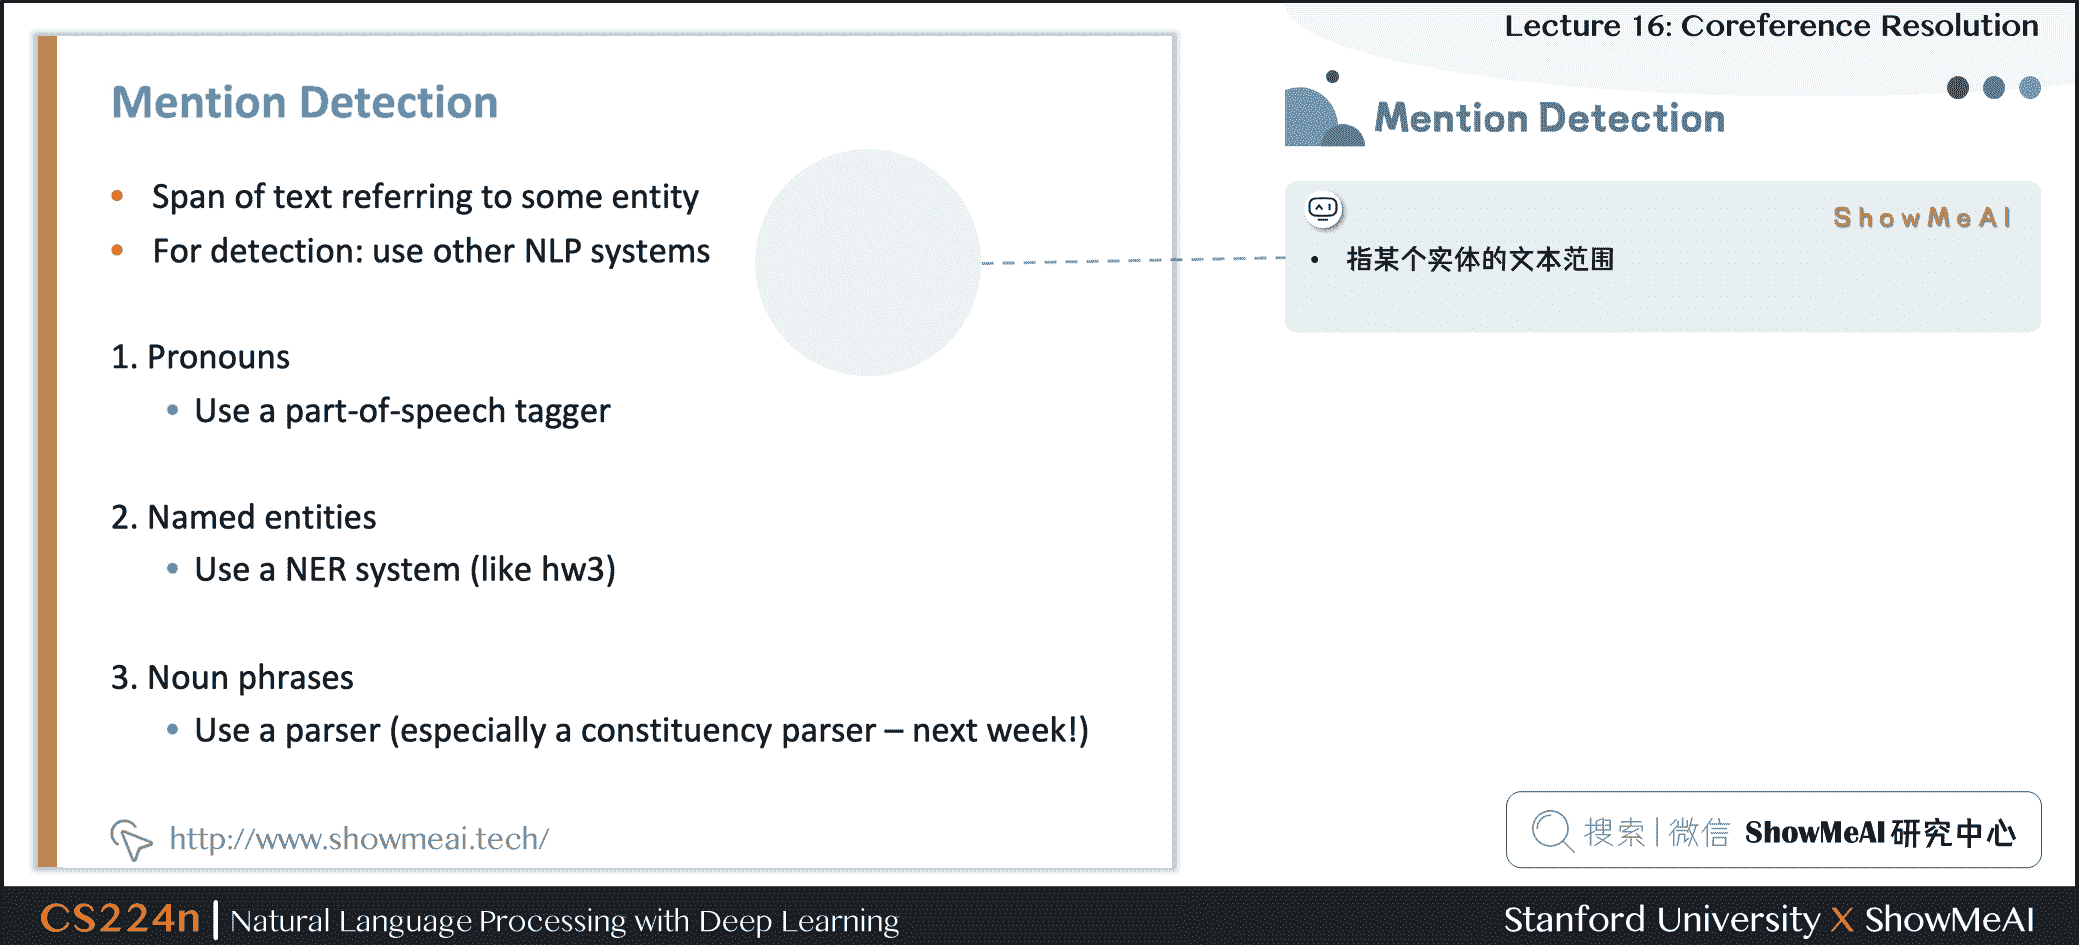 Lecture 16: Coreference Resolution
Mention Detection
• Span of text referring to some entity
• For detection: use other NLP systems
1. Pronouns
• Use a part-of-speech tagger
2. Named entities
• Use a NER system (like hw3)
3. Noun phrases
• Use a parser (especially a constituency parser – next week!)
http://www.showmeai.tech/
Mention Detection
ShowMeAI
• 指某个实体的文本范围
搜索 | 微信 ShowMeAI 研究中心
CS224n | Natural Language Processing with Deep Learning
Stanford University X ShowMeAI